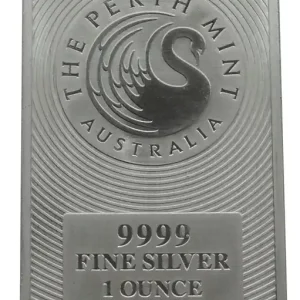 THE PERTH MINT
AUSTRALIA
9999
FINE SILVER
1 OUNCE